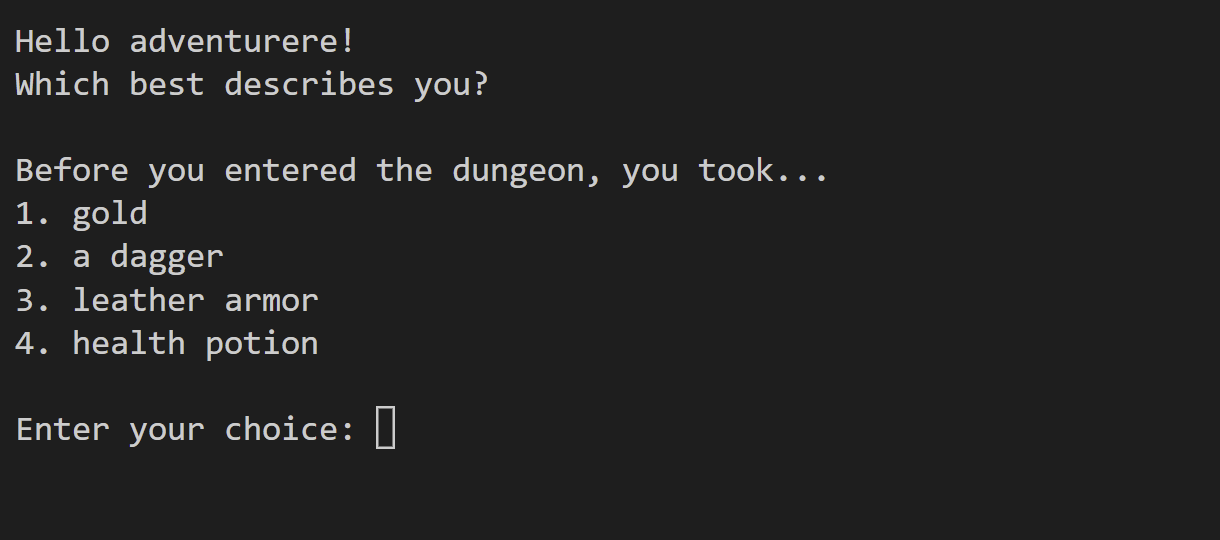 Hello adventurere!
Which best describes you?
Before you entered the dungeon, you took...
1. gold
2. a dagger
3. leather armor
4. health potion
Enter your choice: